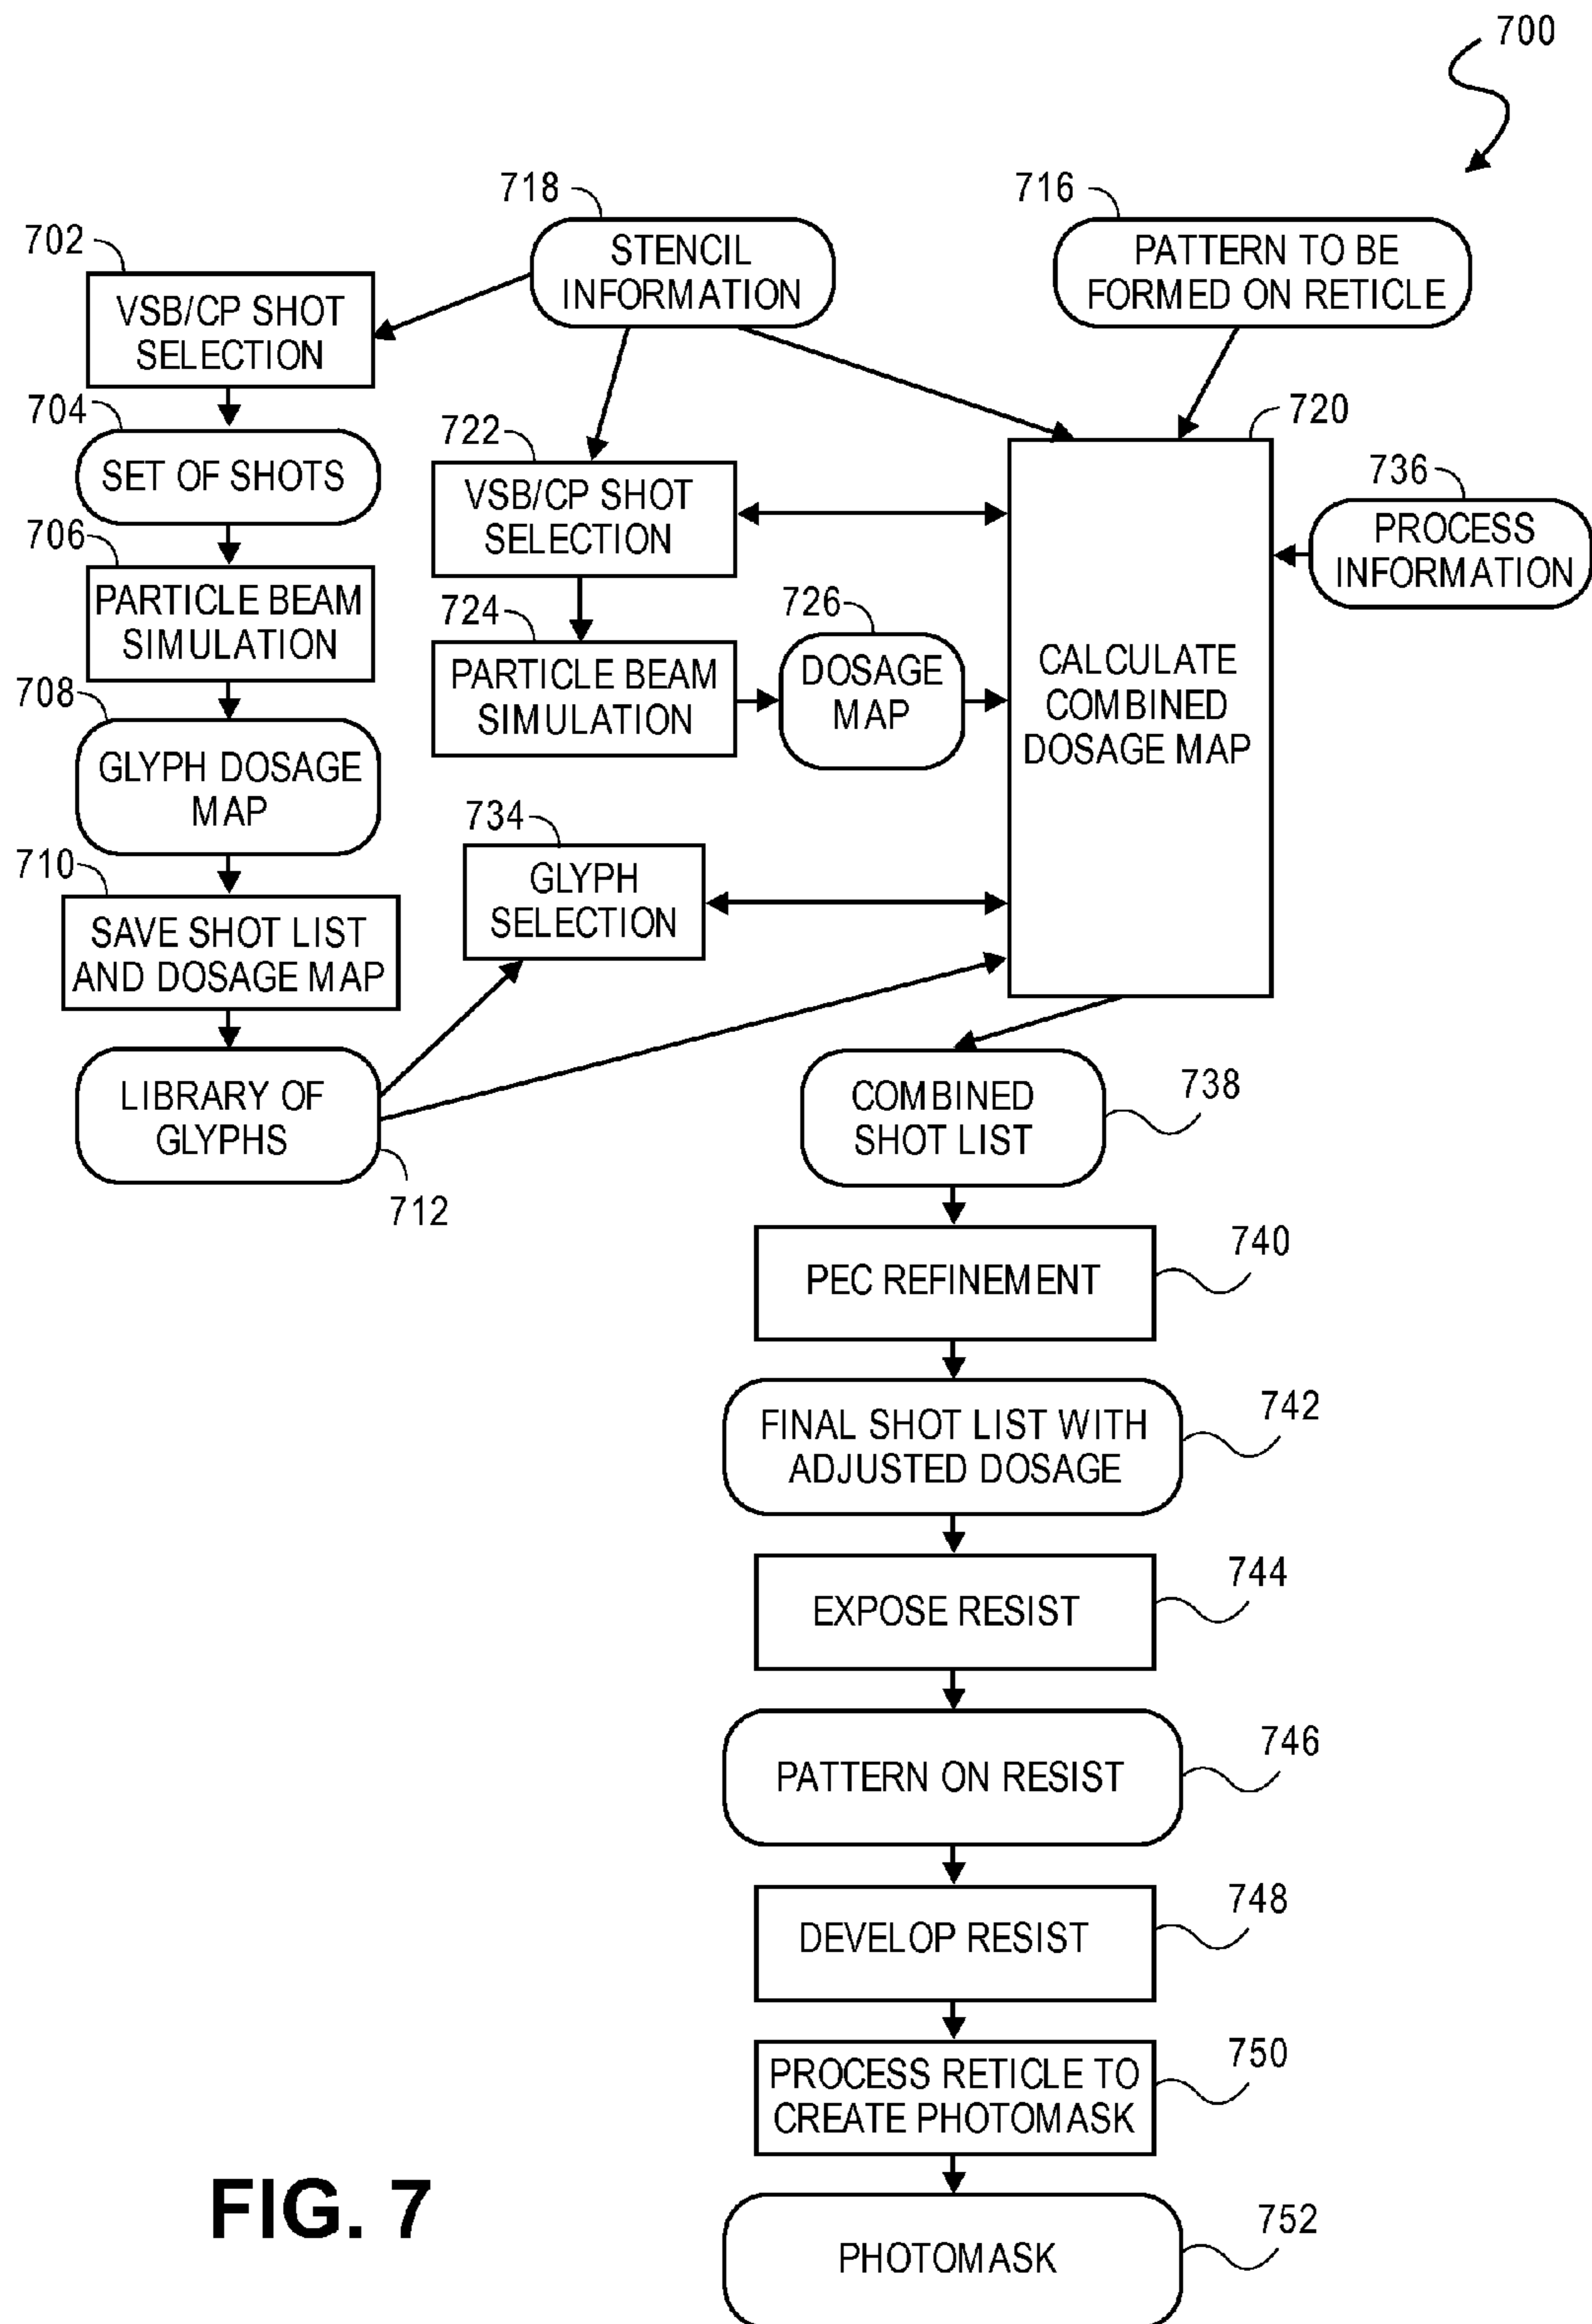 700
718
716
STENCIL
INFORMATION
PATTERN TO BE
FORMED ON RETICLE
702
VSB/CP SHOT
SELECTION
704
SET OF SHOTS
706
PARTICLE BEAM
SIMULATION
708
GLYPH DOSAGE
MAP
710
SAVE SHOT LIST
AND DOSAGE MAP
LIBRARY OF
GLYPHS
712
722
VSB/CP SHOT
SELECTION
724
PARTICLE BEAM
SIMULATION
726
DOSAGE
MAP
734
GLYPH
SELECTION
720
CALCULATE
COMBINED
DOSAGE MAP
736
PROCESS
INFORMATION
COMBINED
SHOT LIST
738
PEC REFINEMENT
740
FINAL SHOT LIST WITH
ADJUSTED DOSAGE
742
EXPOSE RESIST
744
PATTERN ON RESIST
746
DEVELOP RESIST
748
PROCESS RETICLE TO
CREATE PHOTOMASK
750
PHOTOMASK
752
FIG. 7